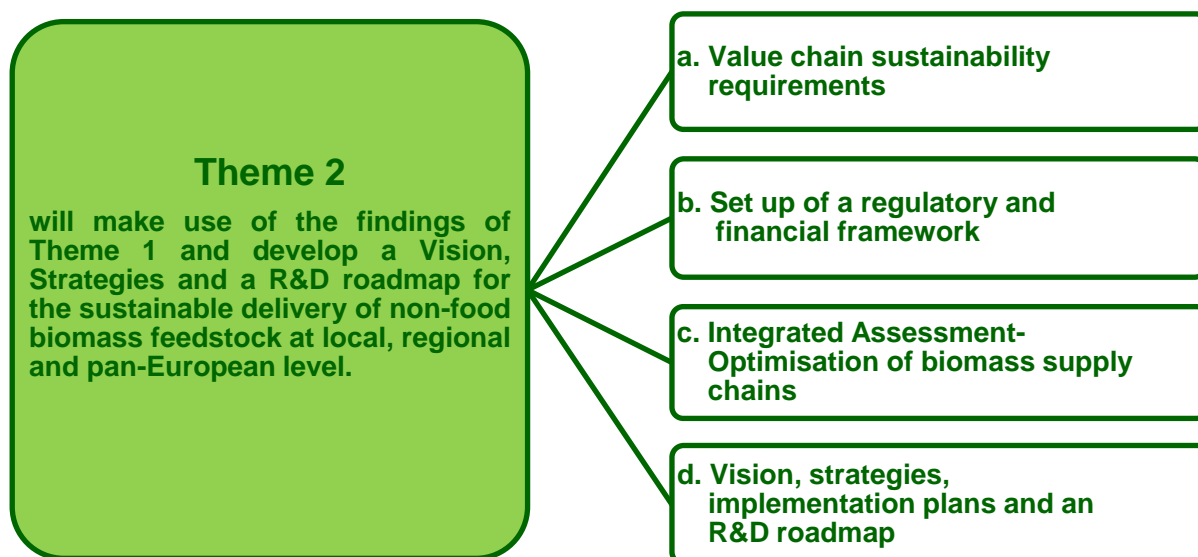 Theme 2
will make use of the findings of
Theme 1 and develop a Vision,
Strategies and a R&D roadmap for
the sustainable delivery of non-food
biomass feedstock at local, regional
and pan-European level.
a. Value chain sustainability
requirements
b. Set up of a regulatory and
financial framework
c. Integrated Assessment-
Optimisation of biomass supply
chains
d. Vision, strategies,
implementation plans and an
R&D roadmap